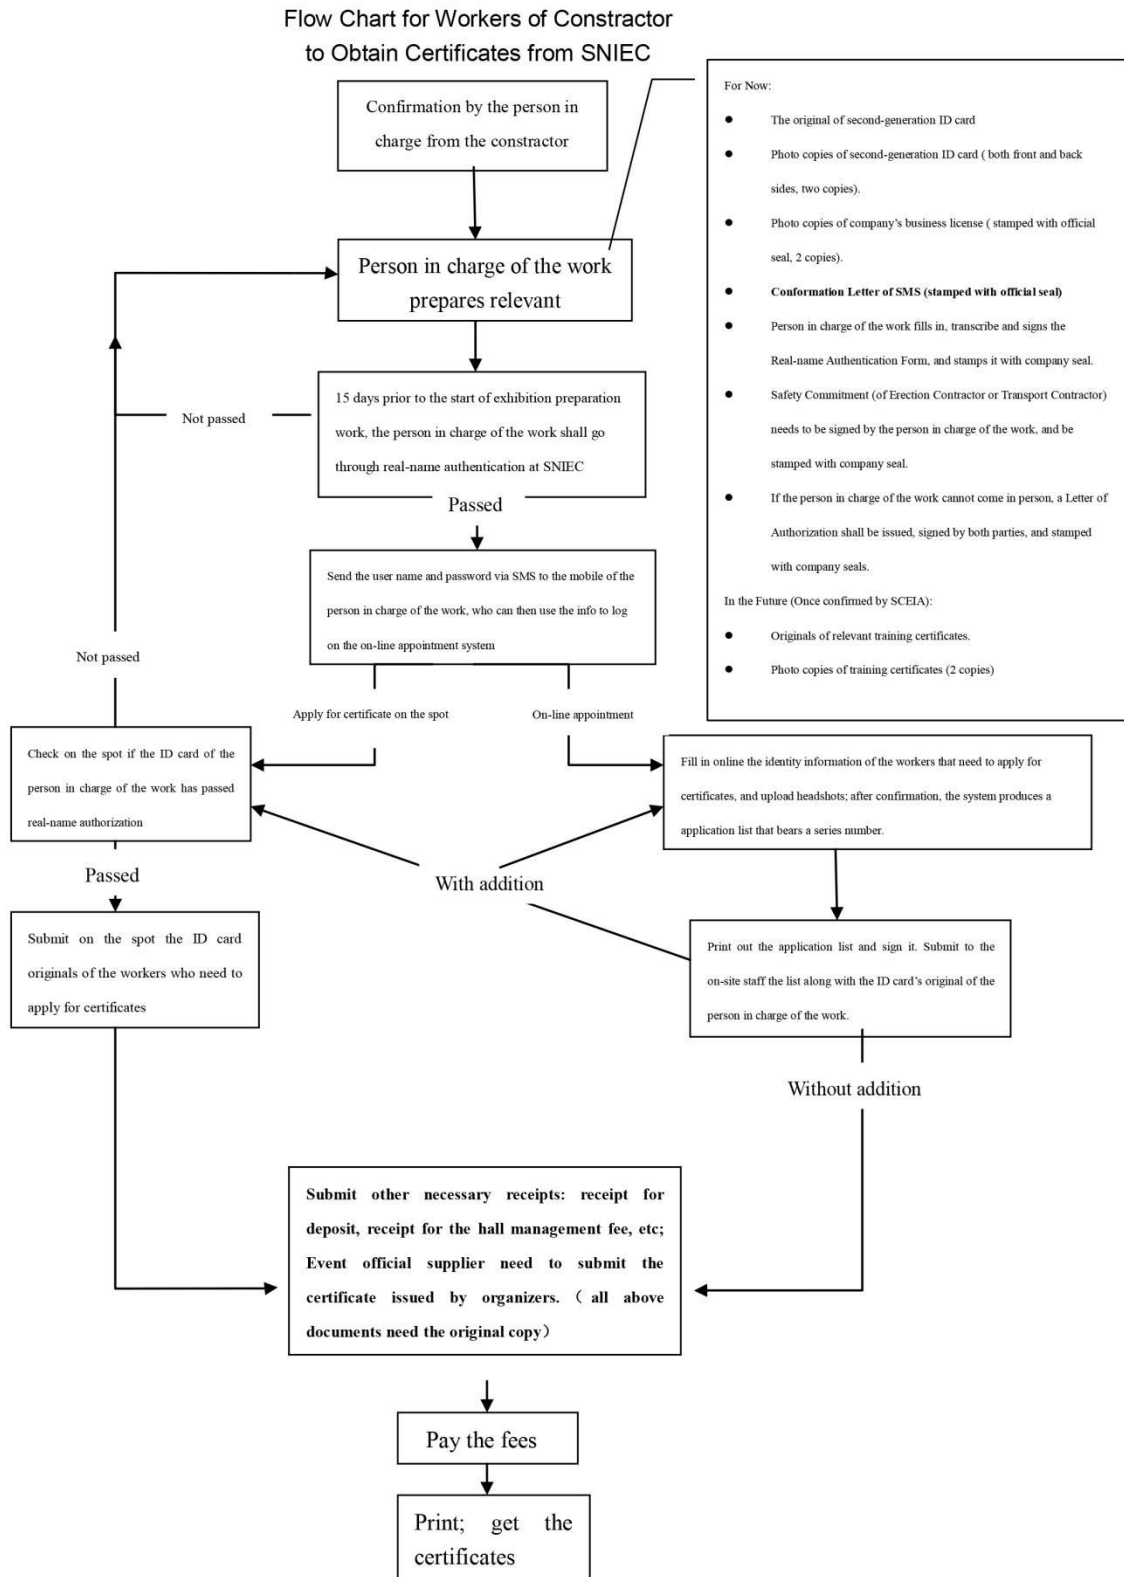 Flow Chart for Workers of Constractor
to Obtain Certificates from SNIEC
Confirmation by the person in
charge from the constractor
For Now:
● The original of second-generation ID card
● Photo copies of second-generation ID card ( both front and back
sides, two copies).
● Photo copies of company's business license ( stamped with official
seal, 2 copies).
● Conformation Letter of SMS (stamped with official seal)
● Person in charge of the work fills in, transcribe and signs the
Real-name Authentication Form, and stamps it with company seal.
● Safety Commitment (of Erection Contractor or Transport Contractor)
needs to be signed by the person in charge of the work, and be
stamped with company seal.
● If the person in charge of the work cannot come in person, a Letter of
Authorization shall be issued, signed by both parties, and stamped
with company seals.
In the Future (Once confirmed by SCEIA):
● Originals of relevant training certificates.
● Photo copies of training certificates (2 copies)
Person in charge of the work
prepares relevant
15 days prior to the start of exhibition preparation
work, the person in charge of the work shall go
through real-name authentication at SNIEC
Not passed
Passed
Send the user name and password via SMS to the mobile of the
person in charge of the work, who can then use the info to log
on the on-line appointment system
Not passed
Apply for certificate on the spot
On-line appointment
Check on the spot if the ID card of the
person in charge of the work has passed
real-name authorization
Fill in online the identity information of the workers that need to apply for
certificates, and upload headshots; after confirmation, the system produces a
application list that bears a series number.
Passed
With addition
Submit on the spot the ID card
originals of the workers who need to
apply for certificates
Print out the application list and sign it. Submit to the
on-site staff the list along with the ID card's original of the
person in charge of the work.
Without addition
Submit other necessary receipts: receipt for
deposit, receipt for the hall management fee, etc;
Event official supplier need to submit the
certificate issued by organizers. （ all above
documents need the original copy）
Pay the fees
Print; get the
certificates